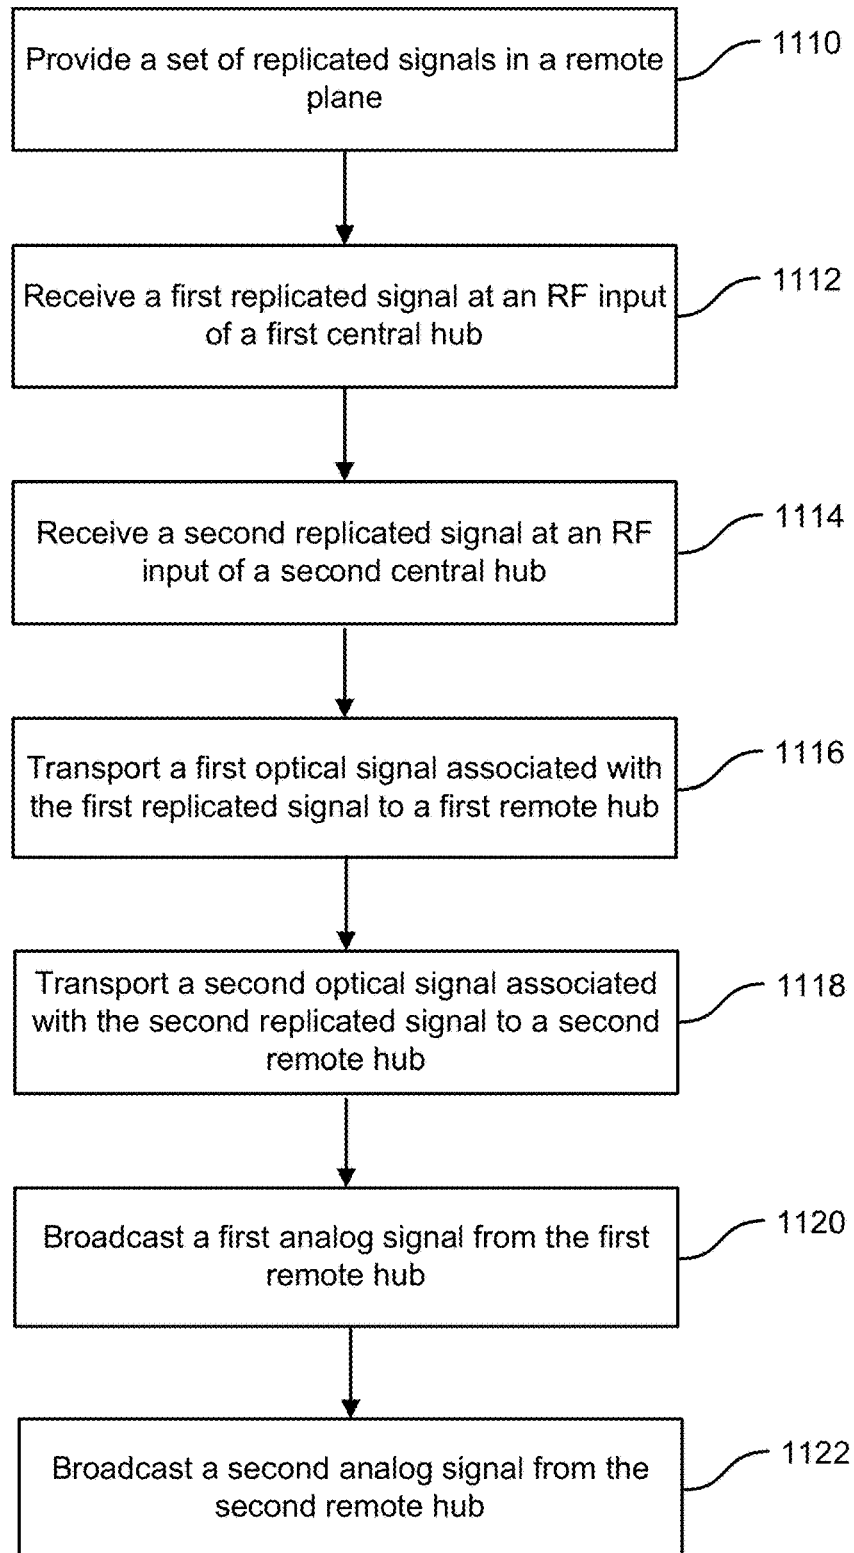 Provide a set of replicated signals in a remote
plane
1110
Receive a first replicated signal at an RF input
of a first central hub
1112
Receive a second replicated signal at an RF
input of a second central hub
1114
Transport a first optical signal associated with
the first replicated signal to a first remote hub
1116
Transport a second optical signal associated
with the second replicated signal to a second
remote hub
1118
Broadcast a first analog signal from the first
remote hub
1120
Broadcast a second analog signal from the
second remote hub
1122